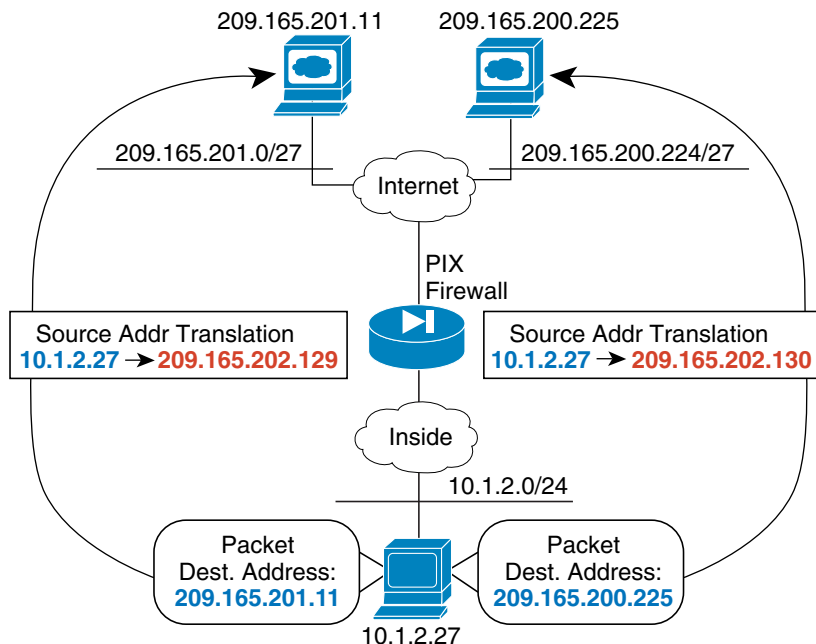 209.165.201.11
209.165.200.225
209.165.201.0/27
209.165.200.224/27
Internet
PIX
Firewall
Source Addr Translation
10.1.2.27 → 209.165.202.129
Source Addr Translation
10.1.2.27 → 209.165.202.130
Inside
10.1.2.0/24
Packet
Dest. Address:
209.165.201.11
Packet
Dest. Address:
209.165.200.225
10.1.2.27